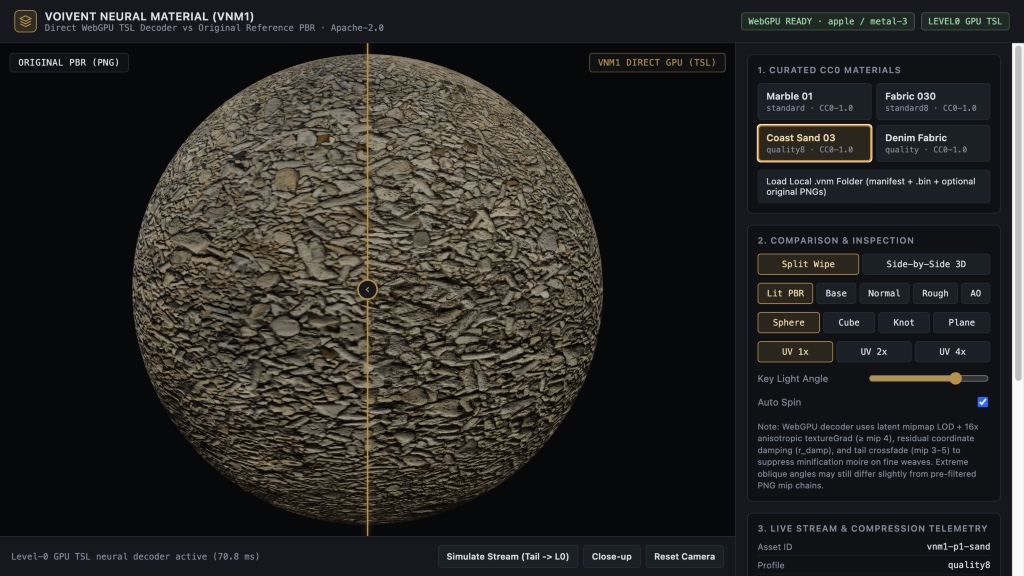 VOIVENT NEURAL MATERIAL (VNM1)
Direct WebGPU TSL Decoder vs Original Reference PBR · Apache-2.0
WebGPU READY · apple / metal-3
LEVEL0 GPU TSL
ORIGINAL PBR (PNG)
VNM1 DIRECT GPU (TSL)
1. CURATED CC0 MATERIALS
Marble 01
standard · CC0-1.0
Fabric 030
standard8 · CC0-1.0
Coast Sand 03
quality8 · CC0-1.0
Denim Fabric
quality · CC0-1.0
Load Local .vnm Folder (manifest + .bin + optional
original PNGs)
2. COMPARISON & INSPECTION
Split Wipe
Side-by-Side 3D
Lit PBR
Base
Normal
Rough
AO
Sphere
Cube
Knot
Plane
UV 1x
UV 2x
UV 4x
Key Light Angle
Auto Spin
Note: WebGPU decoder uses latent mipmap LOD + 16x
anisotropic textureGrad (≥ mip 4), residual coordinate
damping (r_damp), and tail crossfade (mip 3–5) to
suppress minification moire on fine weaves. Extreme
oblique angles may still differ slightly from pre-filtered
PNG mip chains.
3. LIVE STREAM & COMPRESSION TELEMETRY
Asset ID
vnm1-p1-sand
Profile
quality8
Level-0 GPU TSL neural decoder active (70.8 ms)
Simulate Stream (Tail -> L0)
Close-up
Reset Camera